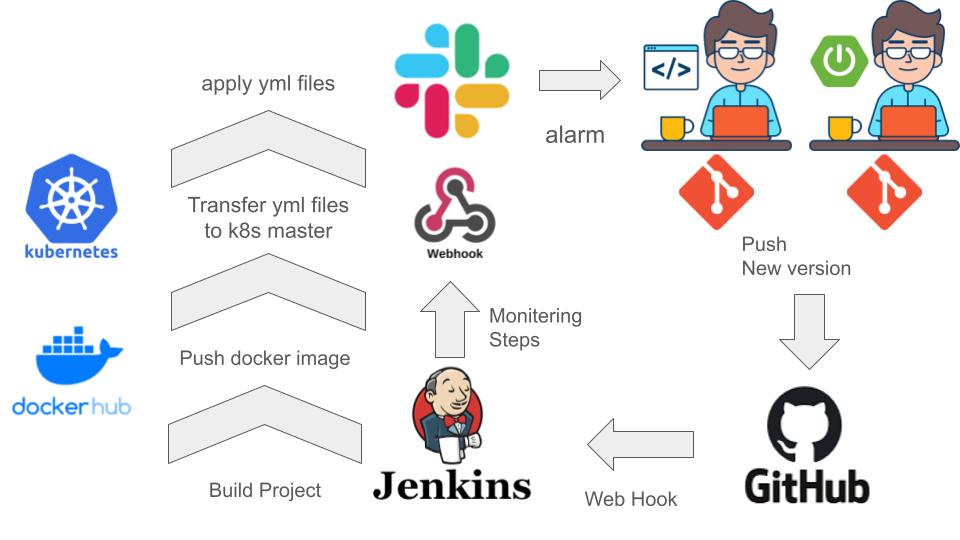 apply yml files
alarm
</>
Transfer yml files
to k8s master
kubernetes
Webhook
Push
New version
Monitering
Steps
Push docker image
docker hub
Build Project
Jenkins
Web Hook
GitHub